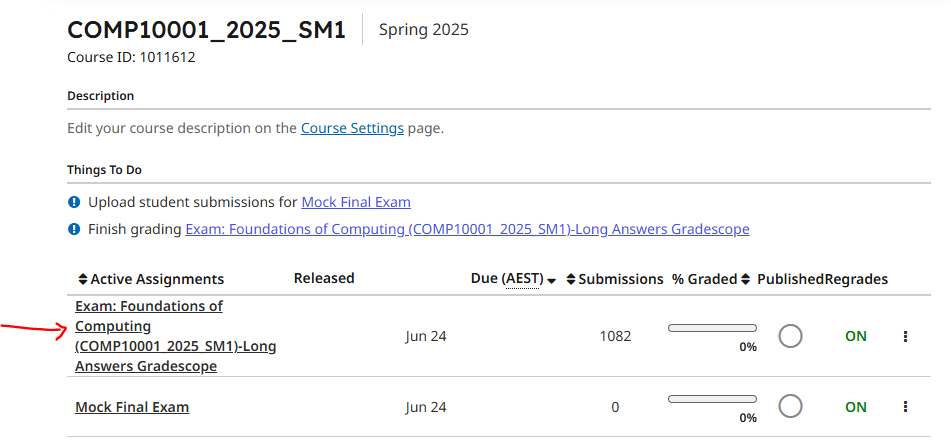 COMP10001_2025_SM1 Spring 2025
Course ID: 1011612
Description
Edit your course description on the Course Settings page.
Things To Do
Upload student submissions for Mock Final Exam
Finish grading Exam: Foundations of Computing (COMP10001_2025_SM1)-Long Answers Gradescope
Active Assignments Released Due (AEST) Submissions % Graded Published Regrades
Exam: Foundations of
Computing
(COMP10001_2025_SM1)-Long
Answers Gradescope
Jun 24 1082 0% ON
Mock Final Exam Jun 24 0 0% ON